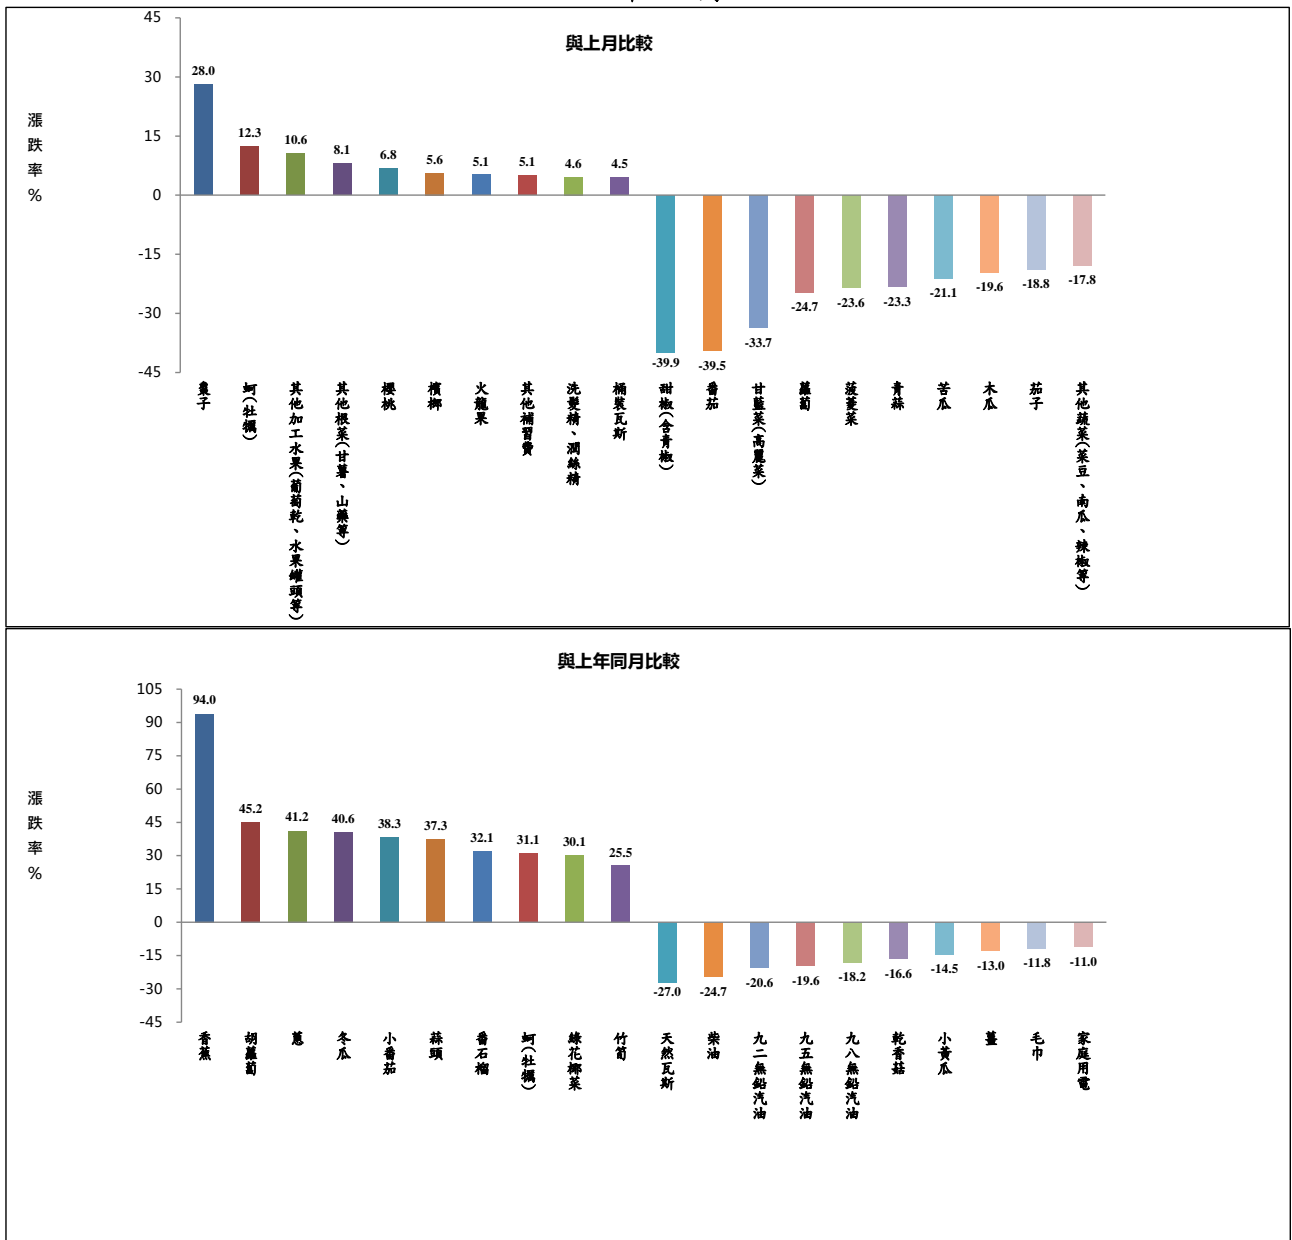 與上月比較
漲跌率%
45
30
15
0
-15
-30
-45
28.0
12.3
10.6
8.1
6.8
5.6
5.1
5.1
4.6
4.5
-39.9
-39.5
-33.7
-24.7
-23.6
-23.3
-21.1
-19.6
-18.8
-17.8
棗子
蚵(牡蠣)
其他加工水果(葡萄乾、水果罐頭等)
其他根菜(甘薯、山藥等)
櫻桃
檳榔
火龍果
其他補習費
洗髮精、潤絲精
桶裝瓦斯
甜椒(含青椒)
番茄
甘藍菜(高麗菜)
蘿蔔
菠菱菜
青蒜
苦瓜
木瓜
茄子
其他蔬菜(菜豆、南瓜、辣椒等)
與上年同月比較
漲跌率%
105
90
75
60
45
30
15
0
-15
-30
-45
94.0
45.2
41.2
40.6
38.3
37.3
32.1
31.1
30.1
25.5
-27.0
-24.7
-20.6
-19.6
-18.2
-16.6
-14.5
-13.0
-11.8
-11.0
香蕉
胡蘿蔔
蔥
冬瓜
小番茄
蒜頭
番石榴
蚵(牡蠣)
綠花椰菜
竹筍
天然瓦斯
柴油
九二無鉛汽油
九五無鉛汽油
九八無鉛汽油
乾香菇
小黃瓜
薑
毛巾
家庭用電